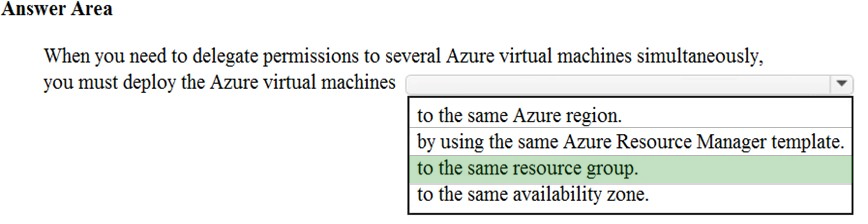 Answer Area
When you need to delegate permissions to several Azure virtual machines simultaneously,
you must deploy the Azure virtual machines
to the same Azure region.
by using the same Azure Resource Manager template.
to the same resource group.
to the same availability zone.